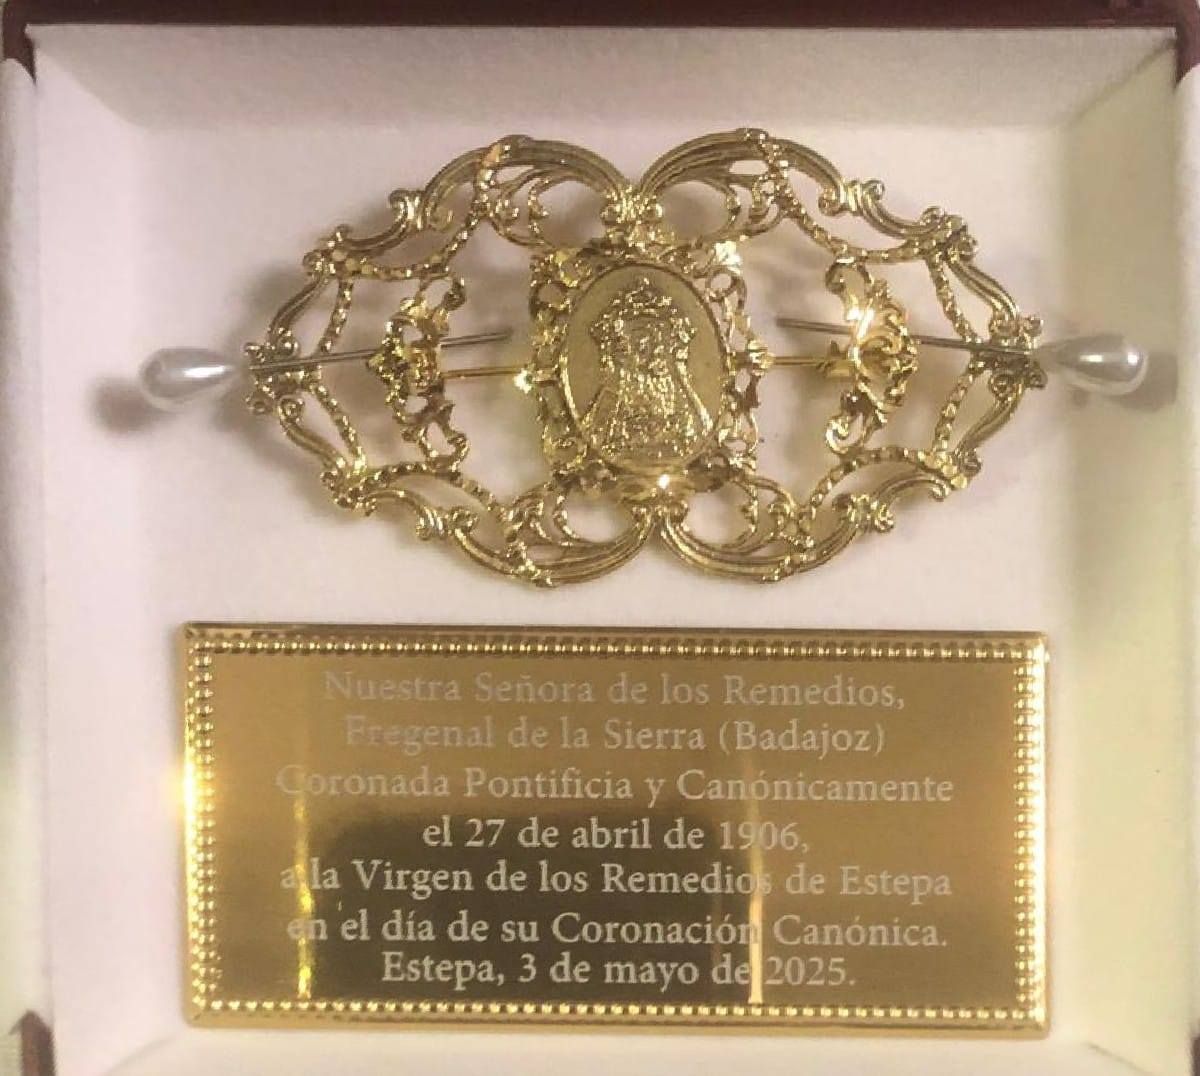 Nuestra Señora de los Remedios,
Fregenal de la Sierra (Badajoz)
Coronada Pontificia y Canónicamente
el 27 de abril de 1906,
a la Virgen de los Remedios de Estepa
en el día de su Coronación Canónica.
Estepa, 3 de mayo de 2025.